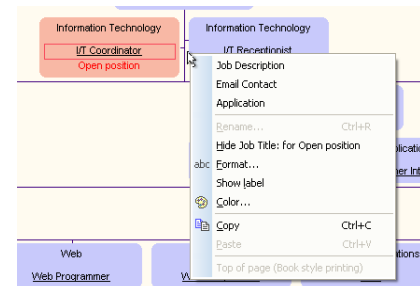 Information Technology
Information Technology
I/T Coordinator
I/T Receptionist
Open position
Job Description
Email Contact
Application
Rename... Ctrl+R
Hide Job Title: for Open position
abc Format...
Show label
Color...
Copy Ctrl+C
Paste Ctrl+V
Top of page (Book style printing)
Web
Web Programmer